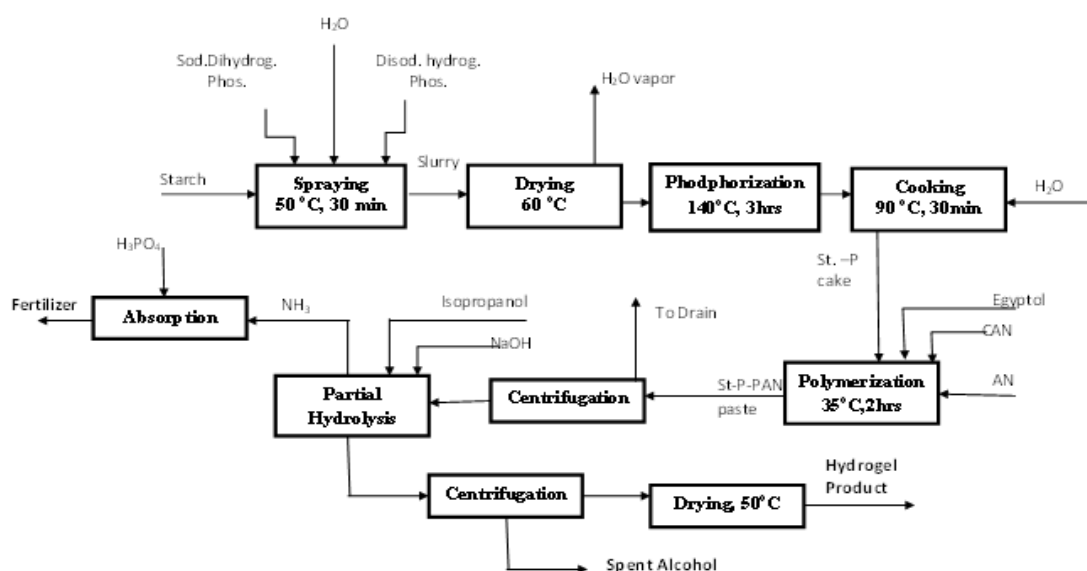 H₂O
Sod.Dihydrog.
Phos.
Disod. hydrog.
Phos.
H₂O vapor
Starch
Spraying
50 °C, 30 min
Slurry
Drying
60 °C
Phodphorization
140°C, 3hrs
Cooking
90 °C, 30min
H₂O
St. –P
cake
H₃PO₄
Fertilizer
Absorption
NH₃
Isopropanol
NaOH
To Drain
Egyptol
CAN
AN
Partial
Hydrolysis
Centrifugation
St-P-PAN
paste
Polymerization
35°C,2hrs
Centrifugation
Drying, 50°C
Hydrogel
Product
Spent Alcohol